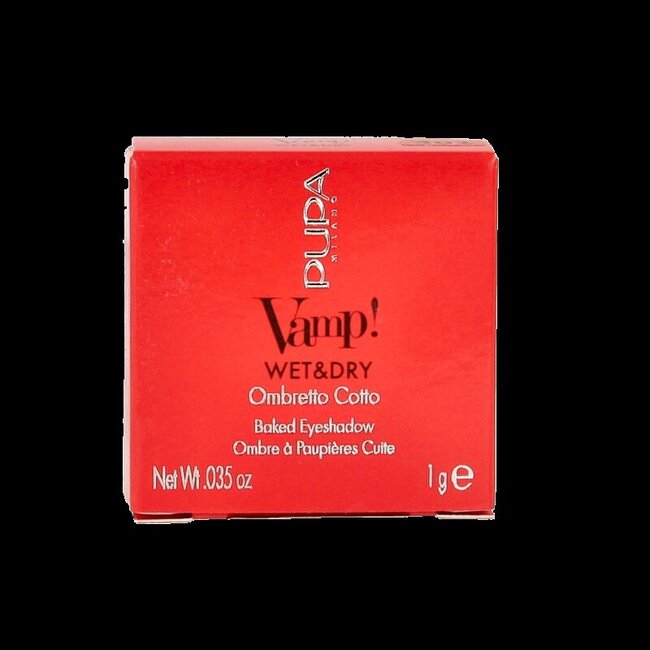 PUPA
MILANO
Vamp!
WET&DRY
Ombretto Cotto
Baked Eyeshadow
Ombre à Paupières Cuite
Net Wt .035 oz
1 g e